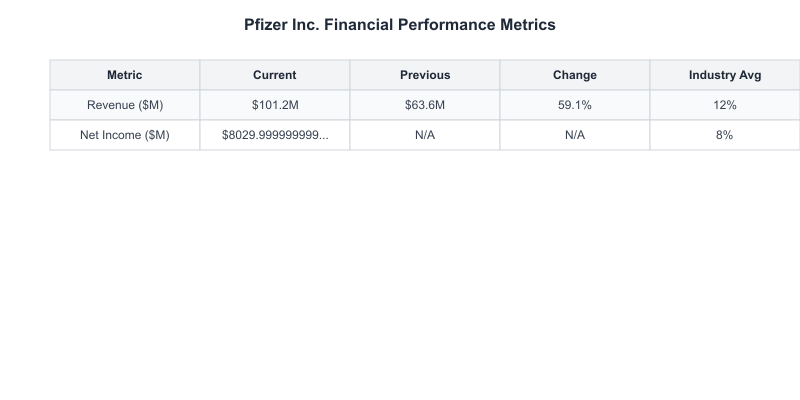 Pfizer Inc. Financial Performance Metrics
Metric Current Previous Change Industry Avg
Revenue ($M) $101.2M $63.6M 59.1% 12%
Net Income ($M) $8029.999999999... N/A N/A 8%